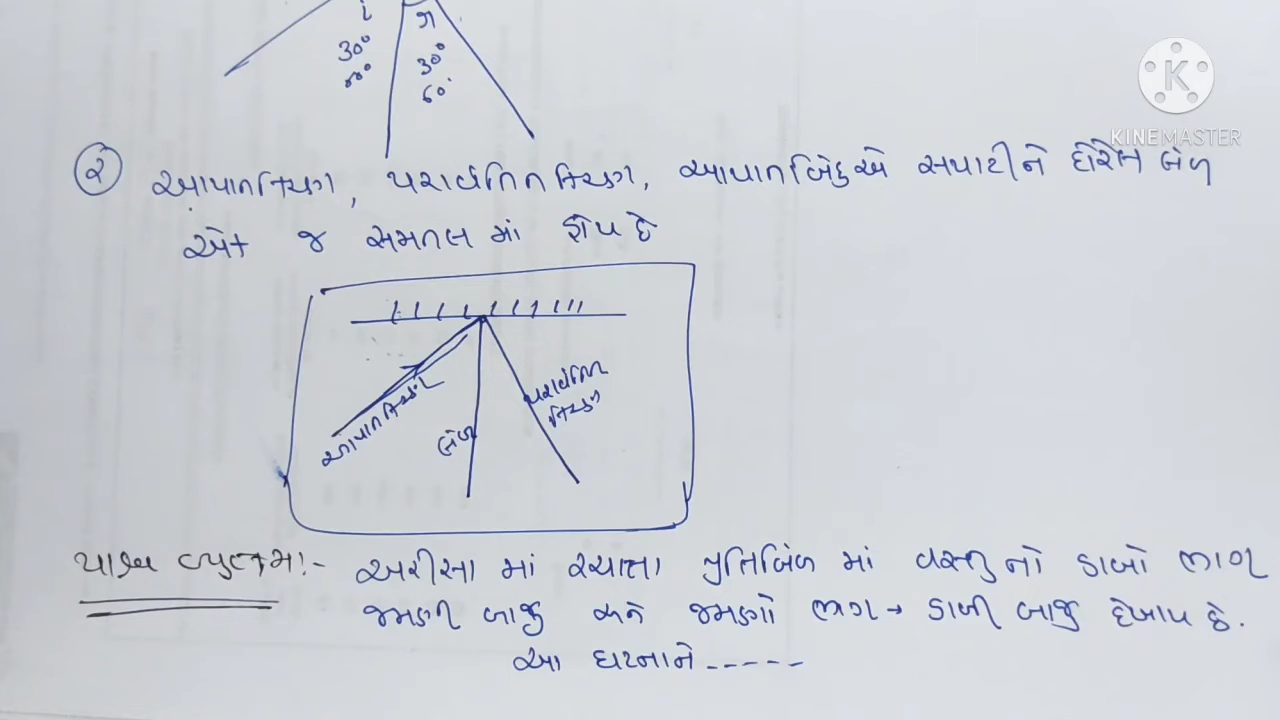 i r
30° 30°
60° 60°
KINEMASTER
૨ આપાતકિરણ, પરાવર્તિતકિરણ, આપાતબિંદુએ સપાટીને દોરેલ લંબ
એક જ સમતલ માં હોય છે
આપાતકિરણ
લંબ
પરાવર્તિત
કિરણ
પાર્શ્વ વ્યુત્ક્રમ :- અરીસા માં રચાતા પ્રતિબિંબ માં વસ્તુનો ડાબો ભાગ
જમણી બાજુ અને જમણો ભાગ → ડાબી બાજુ દેખાય છે.
આ ઘટનાને -----